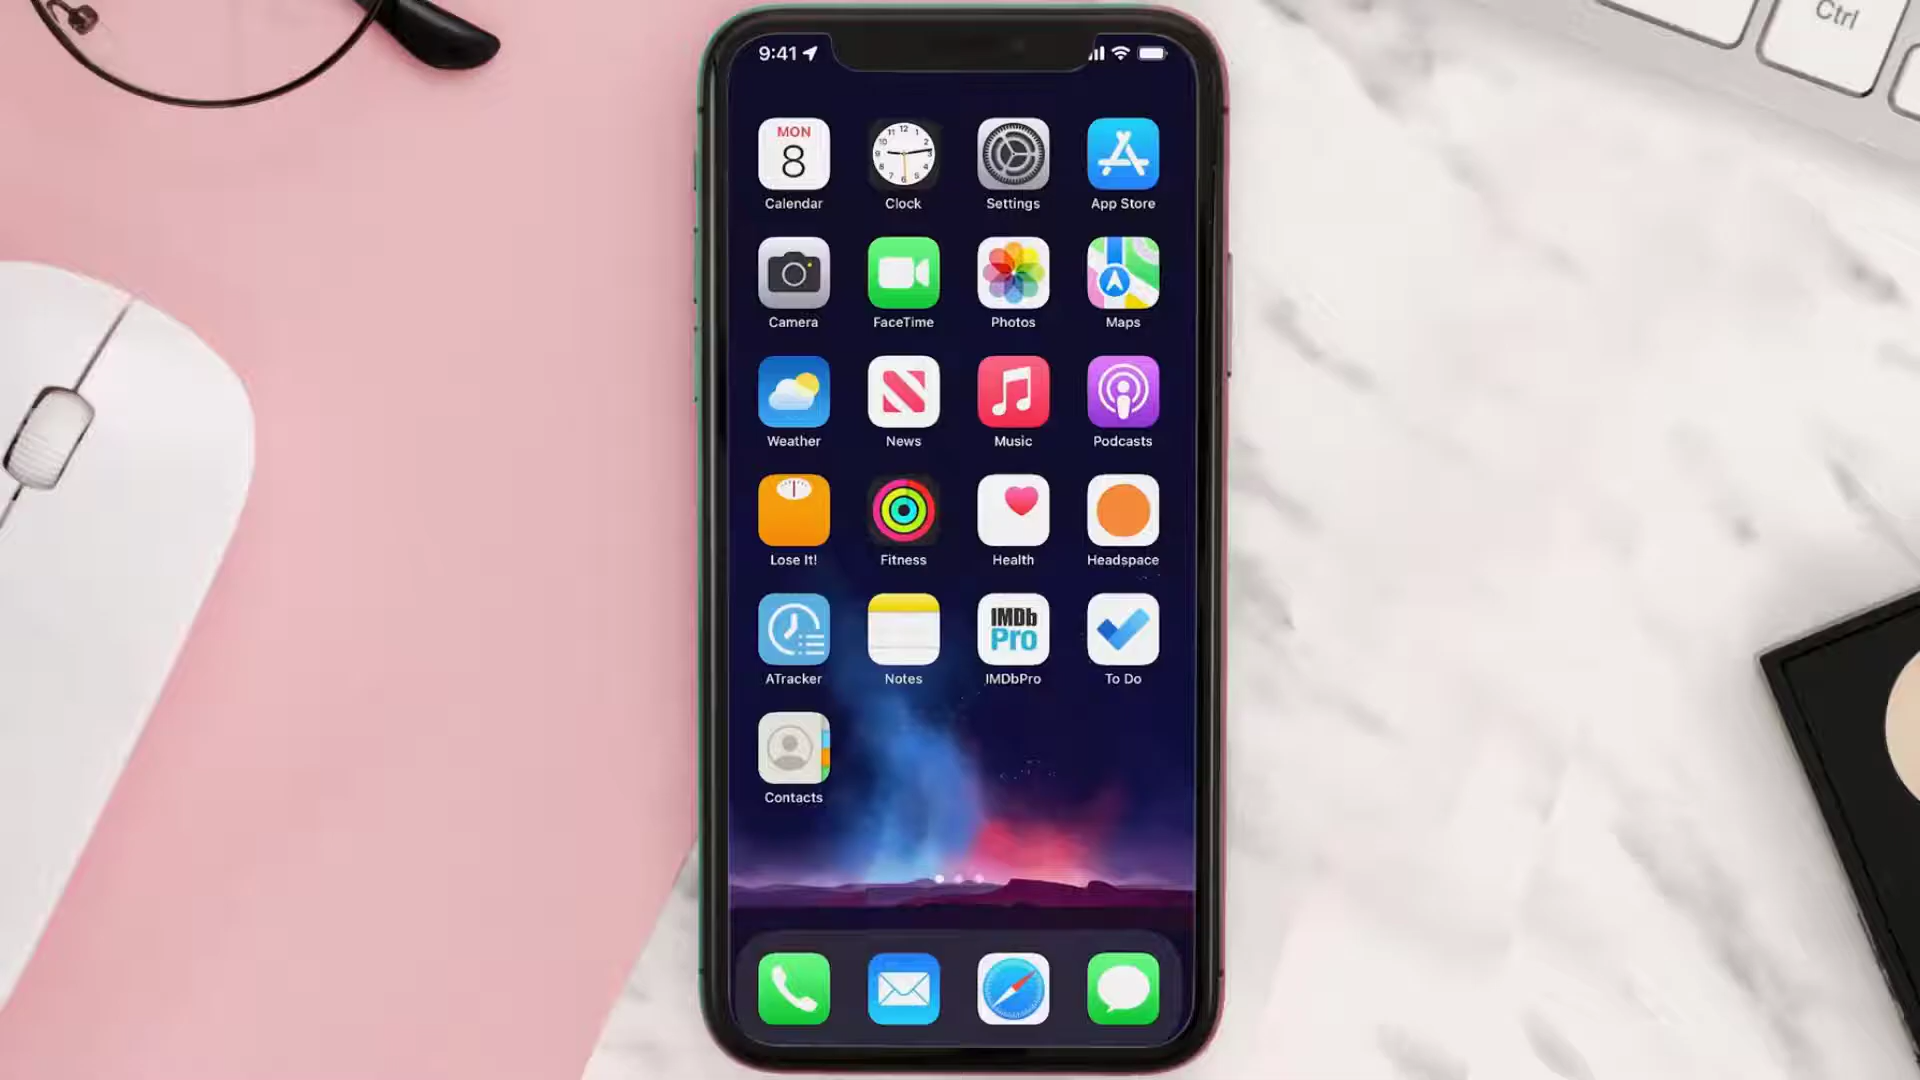 Ctrl
9:41
MON
8
Calendar
Clock
Settings
App Store
Camera
FaceTime
Photos
Maps
Weather
News
Music
Podcasts
Lose It!
Fitness
Health
Headspace
IMDb
Pro
ATracker
Notes
IMDbPro
To Do
Contacts